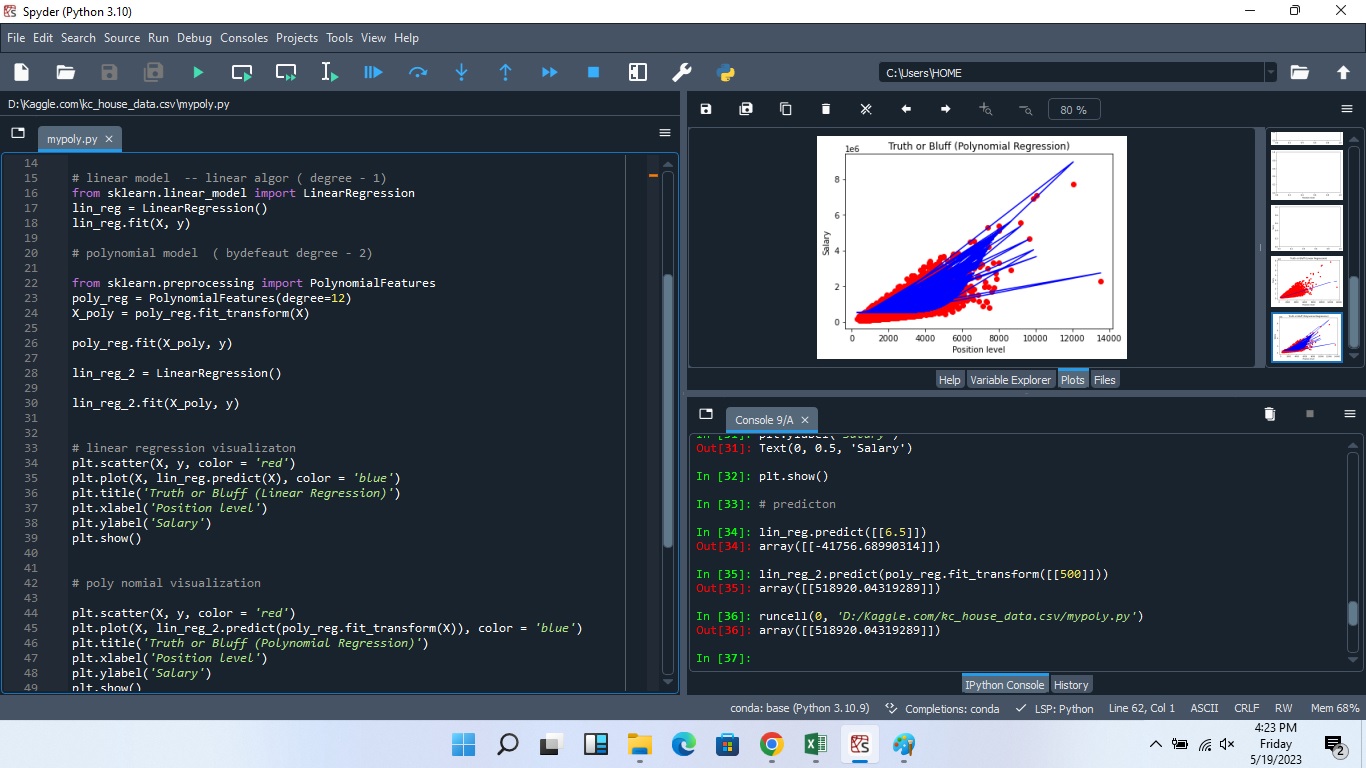 Spyder (Python 3.10)
File Edit Search Source Run Debug Consoles Projects Tools View Help
C:\Users\HOME
D:\Kaggle.com\kc_house_data.csv\mypoly.py
mypoly.py
14
15 # linear model  -- linear algor ( degree - 1)
16 from sklearn.linear_model import LinearRegression
17 lin_reg = LinearRegression()
18 lin_reg.fit(X, y)
19
20 # polynomial model  ( bydefeaut degree - 2)
21
22 from sklearn.preprocessing import PolynomialFeatures
23 poly_reg = PolynomialFeatures(degree=12)
24 X_poly = poly_reg.fit_transform(X)
25
26 poly_reg.fit(X_poly, y)
27
28 lin_reg_2 = LinearRegression()
29
30 lin_reg_2.fit(X_poly, y)
31
32
33 # linear regression visualizaton
34 plt.scatter(X, y, color = 'red')
35 plt.plot(X, lin_reg.predict(X), color = 'blue')
36 plt.title('Truth or Bluff (Linear Regression)')
37 plt.xlabel('Position level')
38 plt.ylabel('Salary')
39 plt.show()
40
41
42 # poly nomial visualization
43
44 plt.scatter(X, y, color = 'red')
45 plt.plot(X, lin_reg_2.predict(poly_reg.fit_transform(X)), color = 'blue')
46 plt.title('Truth or Bluff (Polynomial Regression)')
47 plt.xlabel('Position level')
48 plt.ylabel('Salary')
49 plt.show()
80 %
Truth or Bluff (Polynomial Regression)
1e6
8
6
4
2
0
Salary
0 2000 4000 6000 8000 10000 12000 14000
Position level
Help Variable Explorer Plots Files
Console 9/A
In [31]: plt.ylabel('Salary')
Out[31]: Text(0, 0.5, 'Salary')
In [32]: plt.show()
In [33]: # predicton
In [34]: lin_reg.predict([[6.5]])
Out[34]: array([[-41756.68990314]])
In [35]: lin_reg_2.predict(poly_reg.fit_transform([[500]]))
Out[35]: array([[518920.04319289]])
In [36]: runcell(0, 'D:/Kaggle.com/kc_house_data.csv/mypoly.py')
Out[36]: array([[518920.04319289]])
In [37]:
IPython Console History
conda: base (Python 3.10.9) Completions: conda LSP: Python Line 62, Col 1 ASCII CRLF RW Mem 68%
4:23 PM
Friday
5/19/2023
2